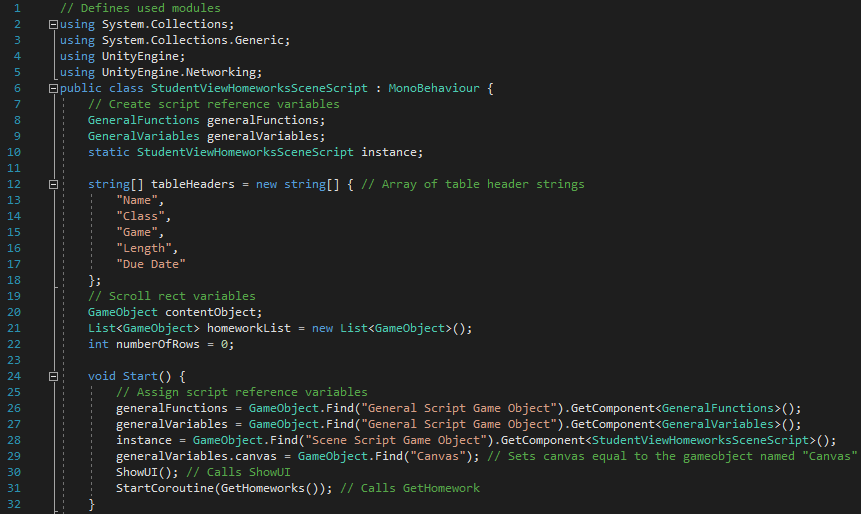 1 // Defines used modules
2 using System.Collections;
3 using System.Collections.Generic;
4 using UnityEngine;
5 using UnityEngine.Networking;
6 public class StudentViewHomeworksSceneScript : MonoBehaviour {
7 // Create script reference variables
8 GeneralFunctions generalFunctions;
9 GeneralVariables generalVariables;
10 static StudentViewHomeworksSceneScript instance;
11
12 string[] tableHeaders = new string[] { // Array of table header strings
13 "Name",
14 "Class",
15 "Game",
16 "Length",
17 "Due Date"
18 };
19 // Scroll rect variables
20 GameObject contentObject;
21 List<GameObject> homeworkList = new List<GameObject>();
22 int numberOfRows = 0;
23
24 void Start() {
25 // Assign script reference variables
26 generalFunctions = GameObject.Find("General Script Game Object").GetComponent<GeneralFunctions>();
27 generalVariables = GameObject.Find("General Script Game Object").GetComponent<GeneralVariables>();
28 instance = GameObject.Find("Scene Script Game Object").GetComponent<StudentViewHomeworksSceneScript>();
29 generalVariables.canvas = GameObject.Find("Canvas"); // Sets canvas equal to the gameobject named "Canvas"
30 ShowUI(); // Calls ShowUI
31 StartCoroutine(GetHomeworks()); // Calls GetHomework
32 }